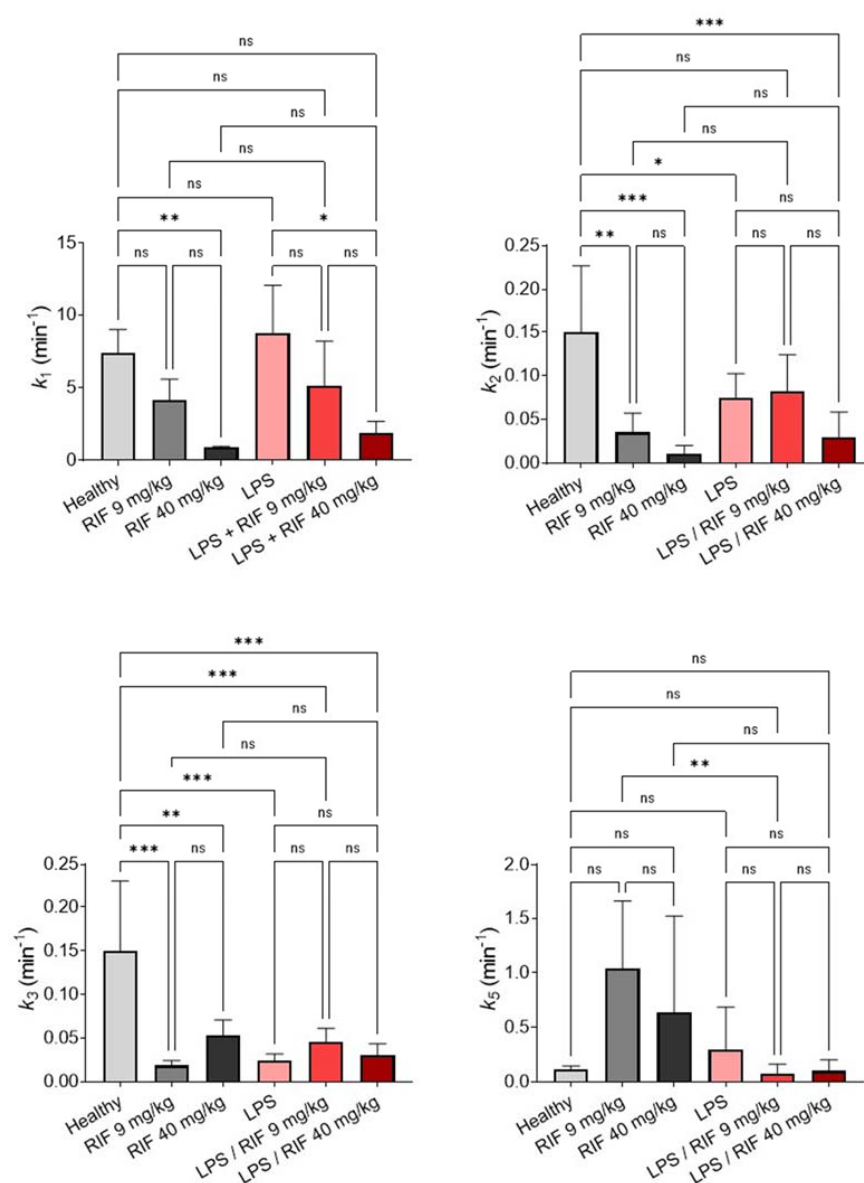 ns
ns
ns
ns
ns
** *
ns ns ns ns
15
10
5
0
k1 (min−1)
Healthy
RIF 9 mg/kg
RIF 40 mg/kg
LPS
LPS + RIF 9 mg/kg
LPS + RIF 40 mg/kg
***
ns
ns
ns
*
*** ns
** ns ns ns
0.25
0.20
0.15
0.10
0.05
0.00
k2 (min−1)
Healthy
RIF 9 mg/kg
RIF 40 mg/kg
LPS
LPS / RIF 9 mg/kg
LPS / RIF 40 mg/kg
***
***
ns
ns
***
** ns
*** ns ns ns
0.25
0.20
0.15
0.10
0.05
0.00
k3 (min−1)
Healthy
RIF 9 mg/kg
RIF 40 mg/kg
LPS
LPS / RIF 9 mg/kg
LPS / RIF 40 mg/kg
ns
ns
ns
**
ns
ns ns
ns ns ns ns
2.0
1.5
1.0
0.5
0.0
k5 (min−1)
Healthy
RIF 9 mg/kg
RIF 40 mg/kg
LPS
LPS / RIF 9 mg/kg
LPS / RIF 40 mg/kg